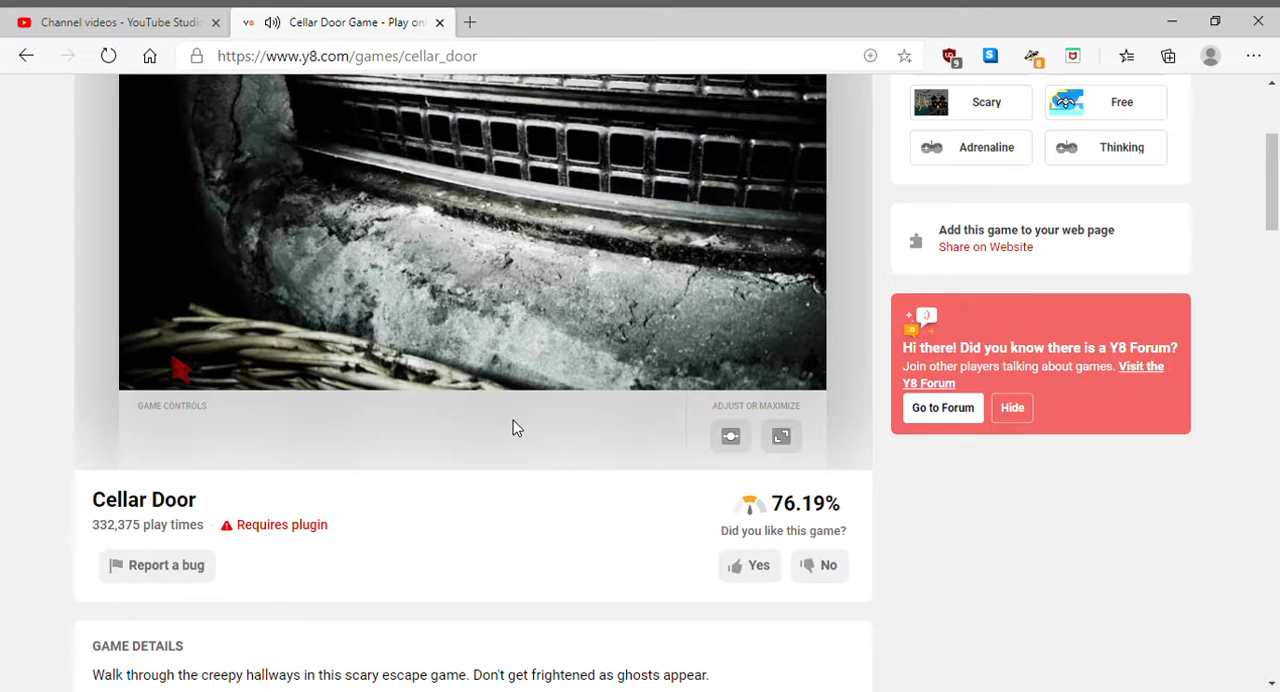 Channel videos - YouTube Studio
Cellar Door Game - Play onl
https://www.y8.com/games/cellar_door
9
8
Scary
Free
Adrenaline
Thinking
Add this game to your web page
Share on Website
Hi there! Did you know there is a Y8 Forum?
Join other players talking about games. Visit the
Y8 Forum
Go to Forum
Hide
GAME CONTROLS
ADJUST OR MAXIMIZE
Cellar Door
76.19%
332,375 play times · Requires plugin
Did you like this game?
Report a bug
Yes
No
GAME DETAILS
Walk through the creepy hallways in this scary escape game. Don't get frightened as ghosts appear.